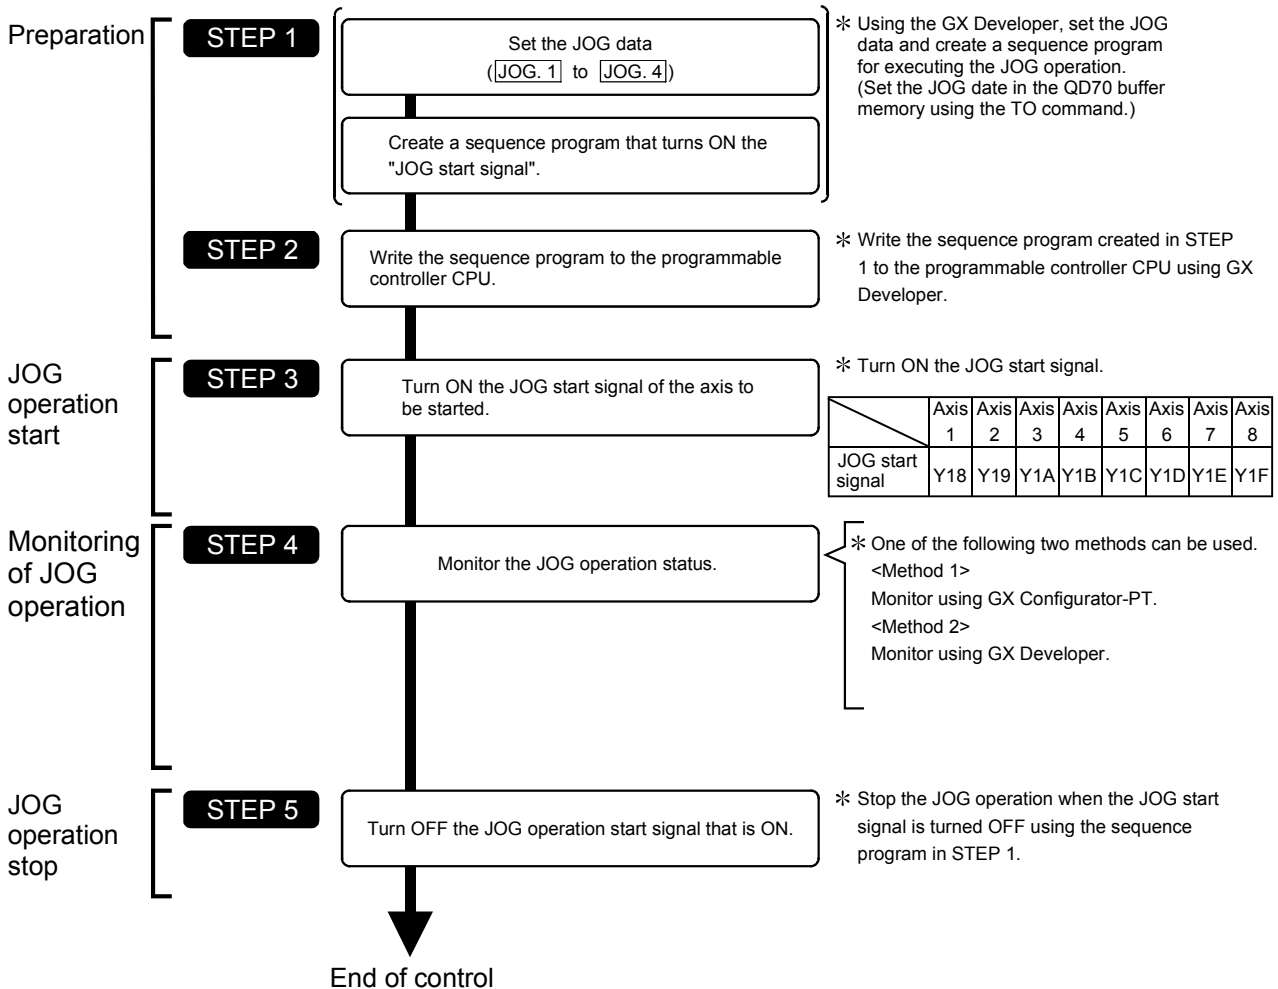 Preparation
STEP 1
Set the JOG data
(JOG. 1 to JOG. 4)
Create a sequence program that turns ON the
"JOG start signal".
* Using the GX Developer, set the JOG
data and create a sequence program
for executing the JOG operation.
(Set the JOG date in the QD70 buffer
memory using the TO command.)
STEP 2
Write the sequence program to the programmable
controller CPU.
* Write the sequence program created in STEP
1 to the programmable controller CPU using GX
Developer.
JOG
operation
start
STEP 3
Turn ON the JOG start signal of the axis to
be started.
* Turn ON the JOG start signal.
Axis Axis Axis Axis Axis Axis Axis Axis
1 2 3 4 5 6 7 8
JOG start
signal
Y18 Y19 Y1A Y1B Y1C Y1D Y1E Y1F
Monitoring
of JOG
operation
STEP 4
Monitor the JOG operation status.
* One of the following two methods can be used.
<Method 1>
Monitor using GX Configurator-PT.
<Method 2>
Monitor using GX Developer.
JOG
operation
stop
STEP 5
Turn OFF the JOG operation start signal that is ON.
* Stop the JOG operation when the JOG start
signal is turned OFF using the sequence
program in STEP 1.
End of control